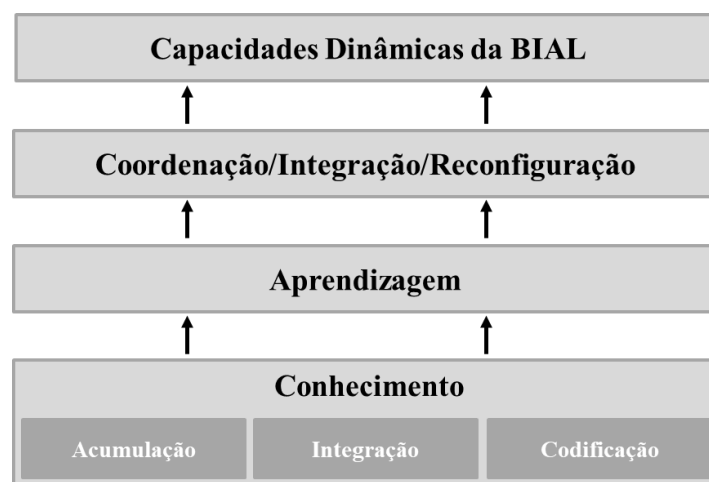 Capacidades Dinâmicas da BIAL
Coordenação/Integração/Reconfiguração
Aprendizagem
Conhecimento
Acumulação
Integração
Codificação